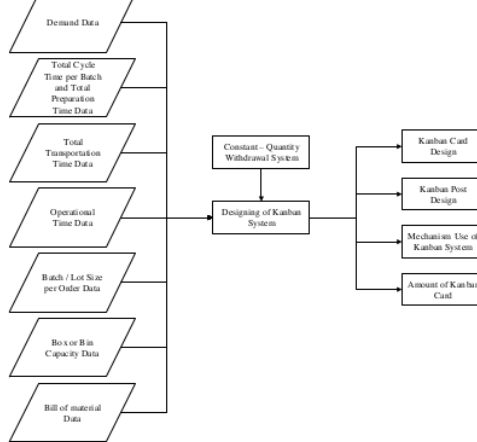 Demand Data
Total Cycle
Time per Batch
and Total
Preparation
Time Data
Total
Transportation
Time Data
Operational
Time Data
Batch / Lot Size
per Order Data
Box or Bin
Capacity Data
Bill of material
Data
Constant – Quantity
Withdrawal System
Designing of Kanban
System
Kanban Card
Design
Kanban Post
Design
Mechanism Use of
Kanban System
Amount of Kanban
Card